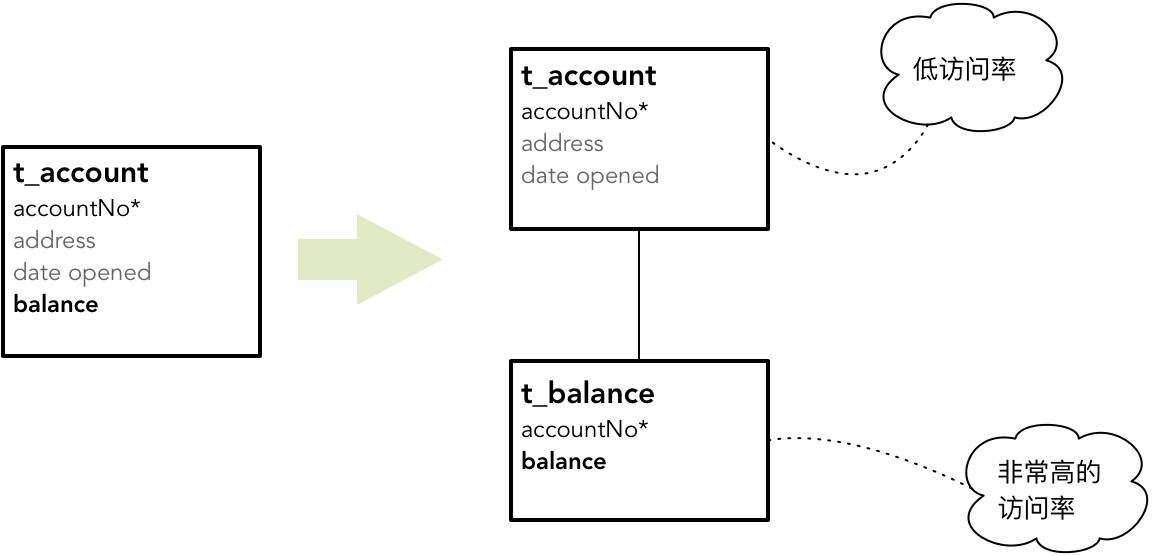 t_account
accountNo*
address
date opened
balance
t_account
accountNo*
address
date opened
低访问率
t_balance
accountNo*
balance
非常高的
访问率